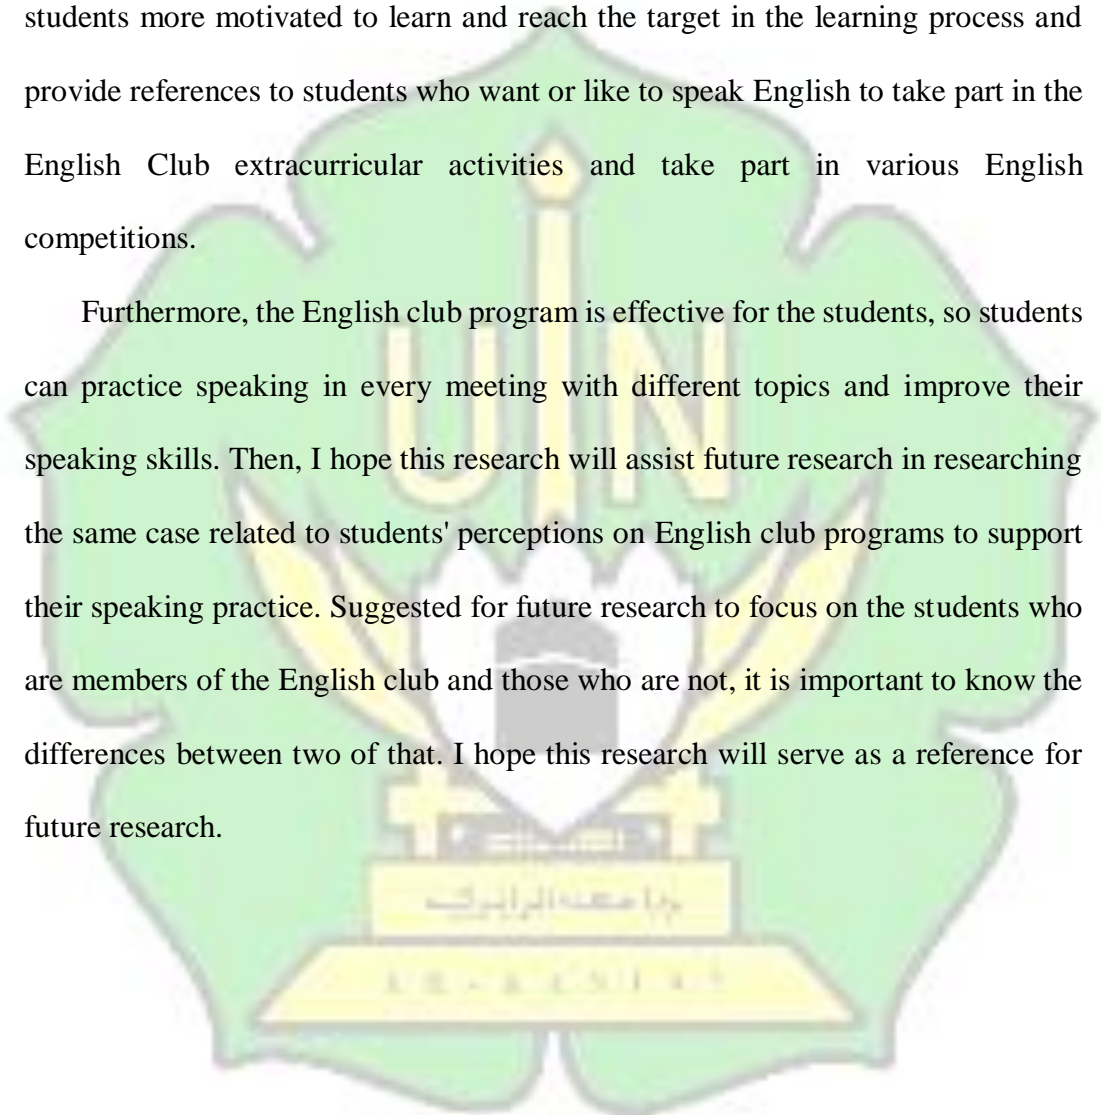 students more motivated to learn and reach the target in the learning process and
provide references to students who want or like to speak English to take part in the
English Club extracurricular activities and take part in various English
competitions.
Furthermore, the English club program is effective for the students, so students
can practice speaking in every meeting with different topics and improve their
speaking skills. Then, I hope this research will assist future research in researching
the same case related to students' perceptions on English club programs to support
their speaking practice. Suggested for future research to focus on the students who
are members of the English club and those who are not, it is important to know the
differences between two of that. I hope this research will serve as a reference for
future research.
UIN